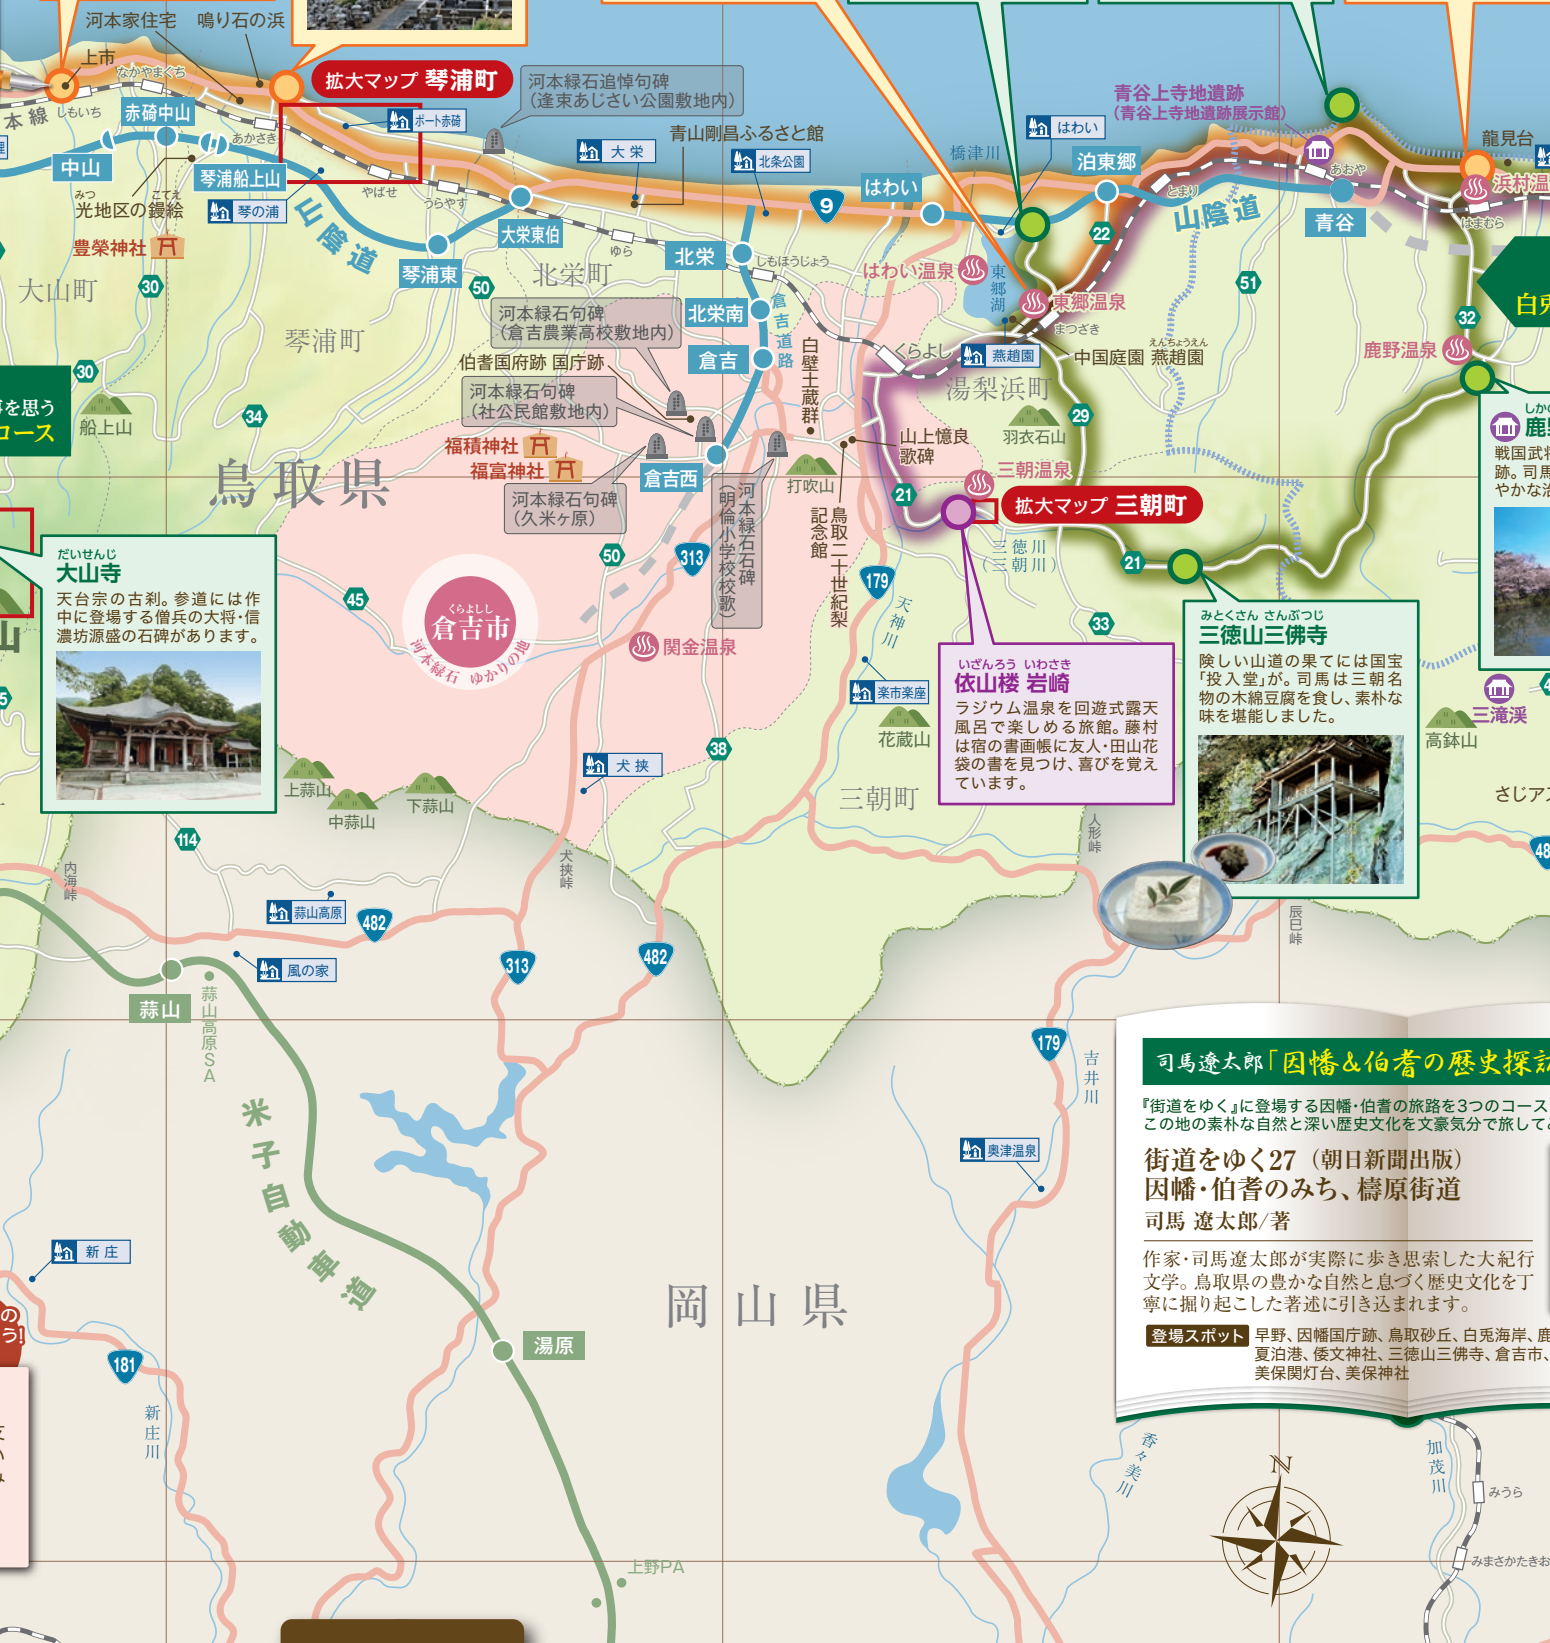 河本家住宅
鳴り石の浜
上市
なかやまぐち
しもいち
本線
赤碕中山
中山
あかさき
琴浦船上山
拡大マップ 琴浦町
ポート赤碕
河本緑石追悼句碑
(逢束あじさい公園敷地内)
大栄
青山剛昌ふるさと館
北条公園
はわい
橋津川
はわい
泊東郷
青谷上寺地遺跡
(青谷上寺地遺跡展示館)
龍見台
浜村温
はまむら
あおや
青谷
とまり
山陰道
みつ こてえ
光地区の鏝絵
琴の浦
やばせ
うらやす
大栄東伯
山陰道
琴浦東
豊榮神社
大山町
30
50
北栄町
ゆら
北栄
しもほうじょう
9
22
51
32
琴浦町
河本緑石句碑
(倉吉農業高校敷地内)
北栄南
倉吉道路
倉吉
はわい温泉
東郷湖
東郷温泉
まつざき
燕趙園
えんちょうえん
中国庭園 燕趙園
くらよし
湯梨浜町
鹿野温泉
白兎
30
船上山
34
伯耆国府跡 国庁跡
河本緑石句碑
(社公民館敷地内)
白壁土蔵群
福積神社
福富神社
倉吉西
河本緑石句碑
(久米ヶ原)
河本緑石石碑
(明倫小学校校歌)
打吹山
山上憶良
歌碑
鳥取二十世紀梨
記念館
羽衣石山
29
三朝温泉
21
拡大マップ 三朝町
三徳川
(三朝川)
21
鳥取県
を思う
コース
だいせんじ
大山寺
天台宗の古刹。参道には作
中に登場する僧兵の大将・信
濃坊源盛の石碑があります。
45
50
313
179
天神川
33
くらよしし
倉吉市
河本緑石 ゆかりの地
関金温泉
いざんろう いわさき
依山楼 岩崎
ラジウム温泉を回遊式露天
風呂で楽しめる旅館。藤村
は宿の書画帳に友人・田山花
袋の書を見つけ、喜びを覚え
ています。
みとくさん さんぶつじ
三徳山三佛寺
険しい山道の果てには国宝
「投入堂」が。司馬は三朝名
物の木綿豆腐を食し、素朴な
味を堪能しました。
しかの
鹿野
戦国武将
跡。司馬
やかな治
三滝渓
高鉢山
さじアス
楽市楽座
花蔵山
38
犬挟
三朝町
上蒜山
中蒜山
下蒜山
114
内海峠
犬挟峠
人形峠
辰巳峠
蒜山高原
482
風の家
313
482
蒜山
蒜山高原SA
米子自動車道
179
吉井川
奥津温泉
新庄
181
新庄川
岡山県
湯原
上野PA
司馬遼太郎「因幡&伯耆の歴史探訪
『街道をゆく』に登場する因幡・伯耆の旅路を3つのコース
この地の素朴な自然と深い歴史文化を文豪気分で旅して
街道をゆく27 (朝日新聞出版)
因幡・伯耆のみち、檮原街道
司馬 遼太郎/著
作家・司馬遼太郎が実際に歩き思索した大紀行
文学。鳥取県の豊かな自然と息づく歴史文化を丁
寧に掘り起こした著述に引き込まれます。
登場スポット
早野、因幡国庁跡、鳥取砂丘、白兎海岸、鹿
夏泊港、倭文神社、三徳山三佛寺、倉吉市、
美保関灯台、美保神社
香々美川
加茂川
N
みうら
みまさかたきお